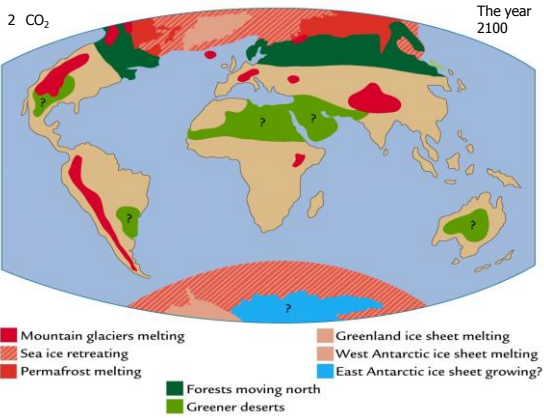 2 CO₂
The year
2100
?
?
?
?
?
?
Mountain glaciers melting
Sea ice retreating
Permafrost melting
Forests moving north
Greener deserts
Greenland ice sheet melting
West Antarctic ice sheet melting
East Antarctic ice sheet growing?